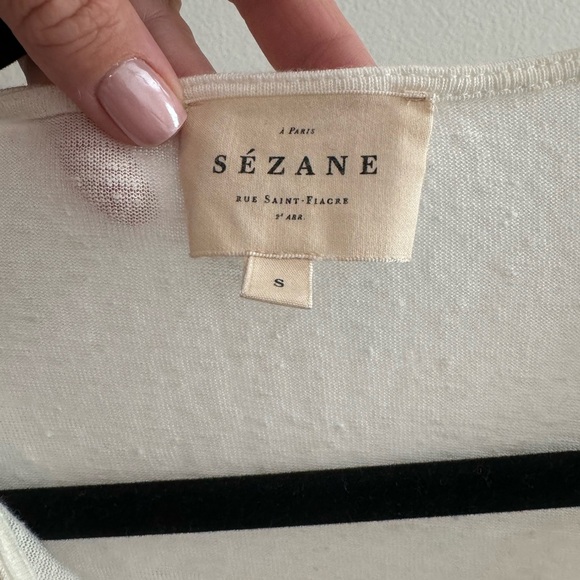 À PARIS
SÉZANE
RUE SAINT-FIACRE
2ᵉ ARR.
S